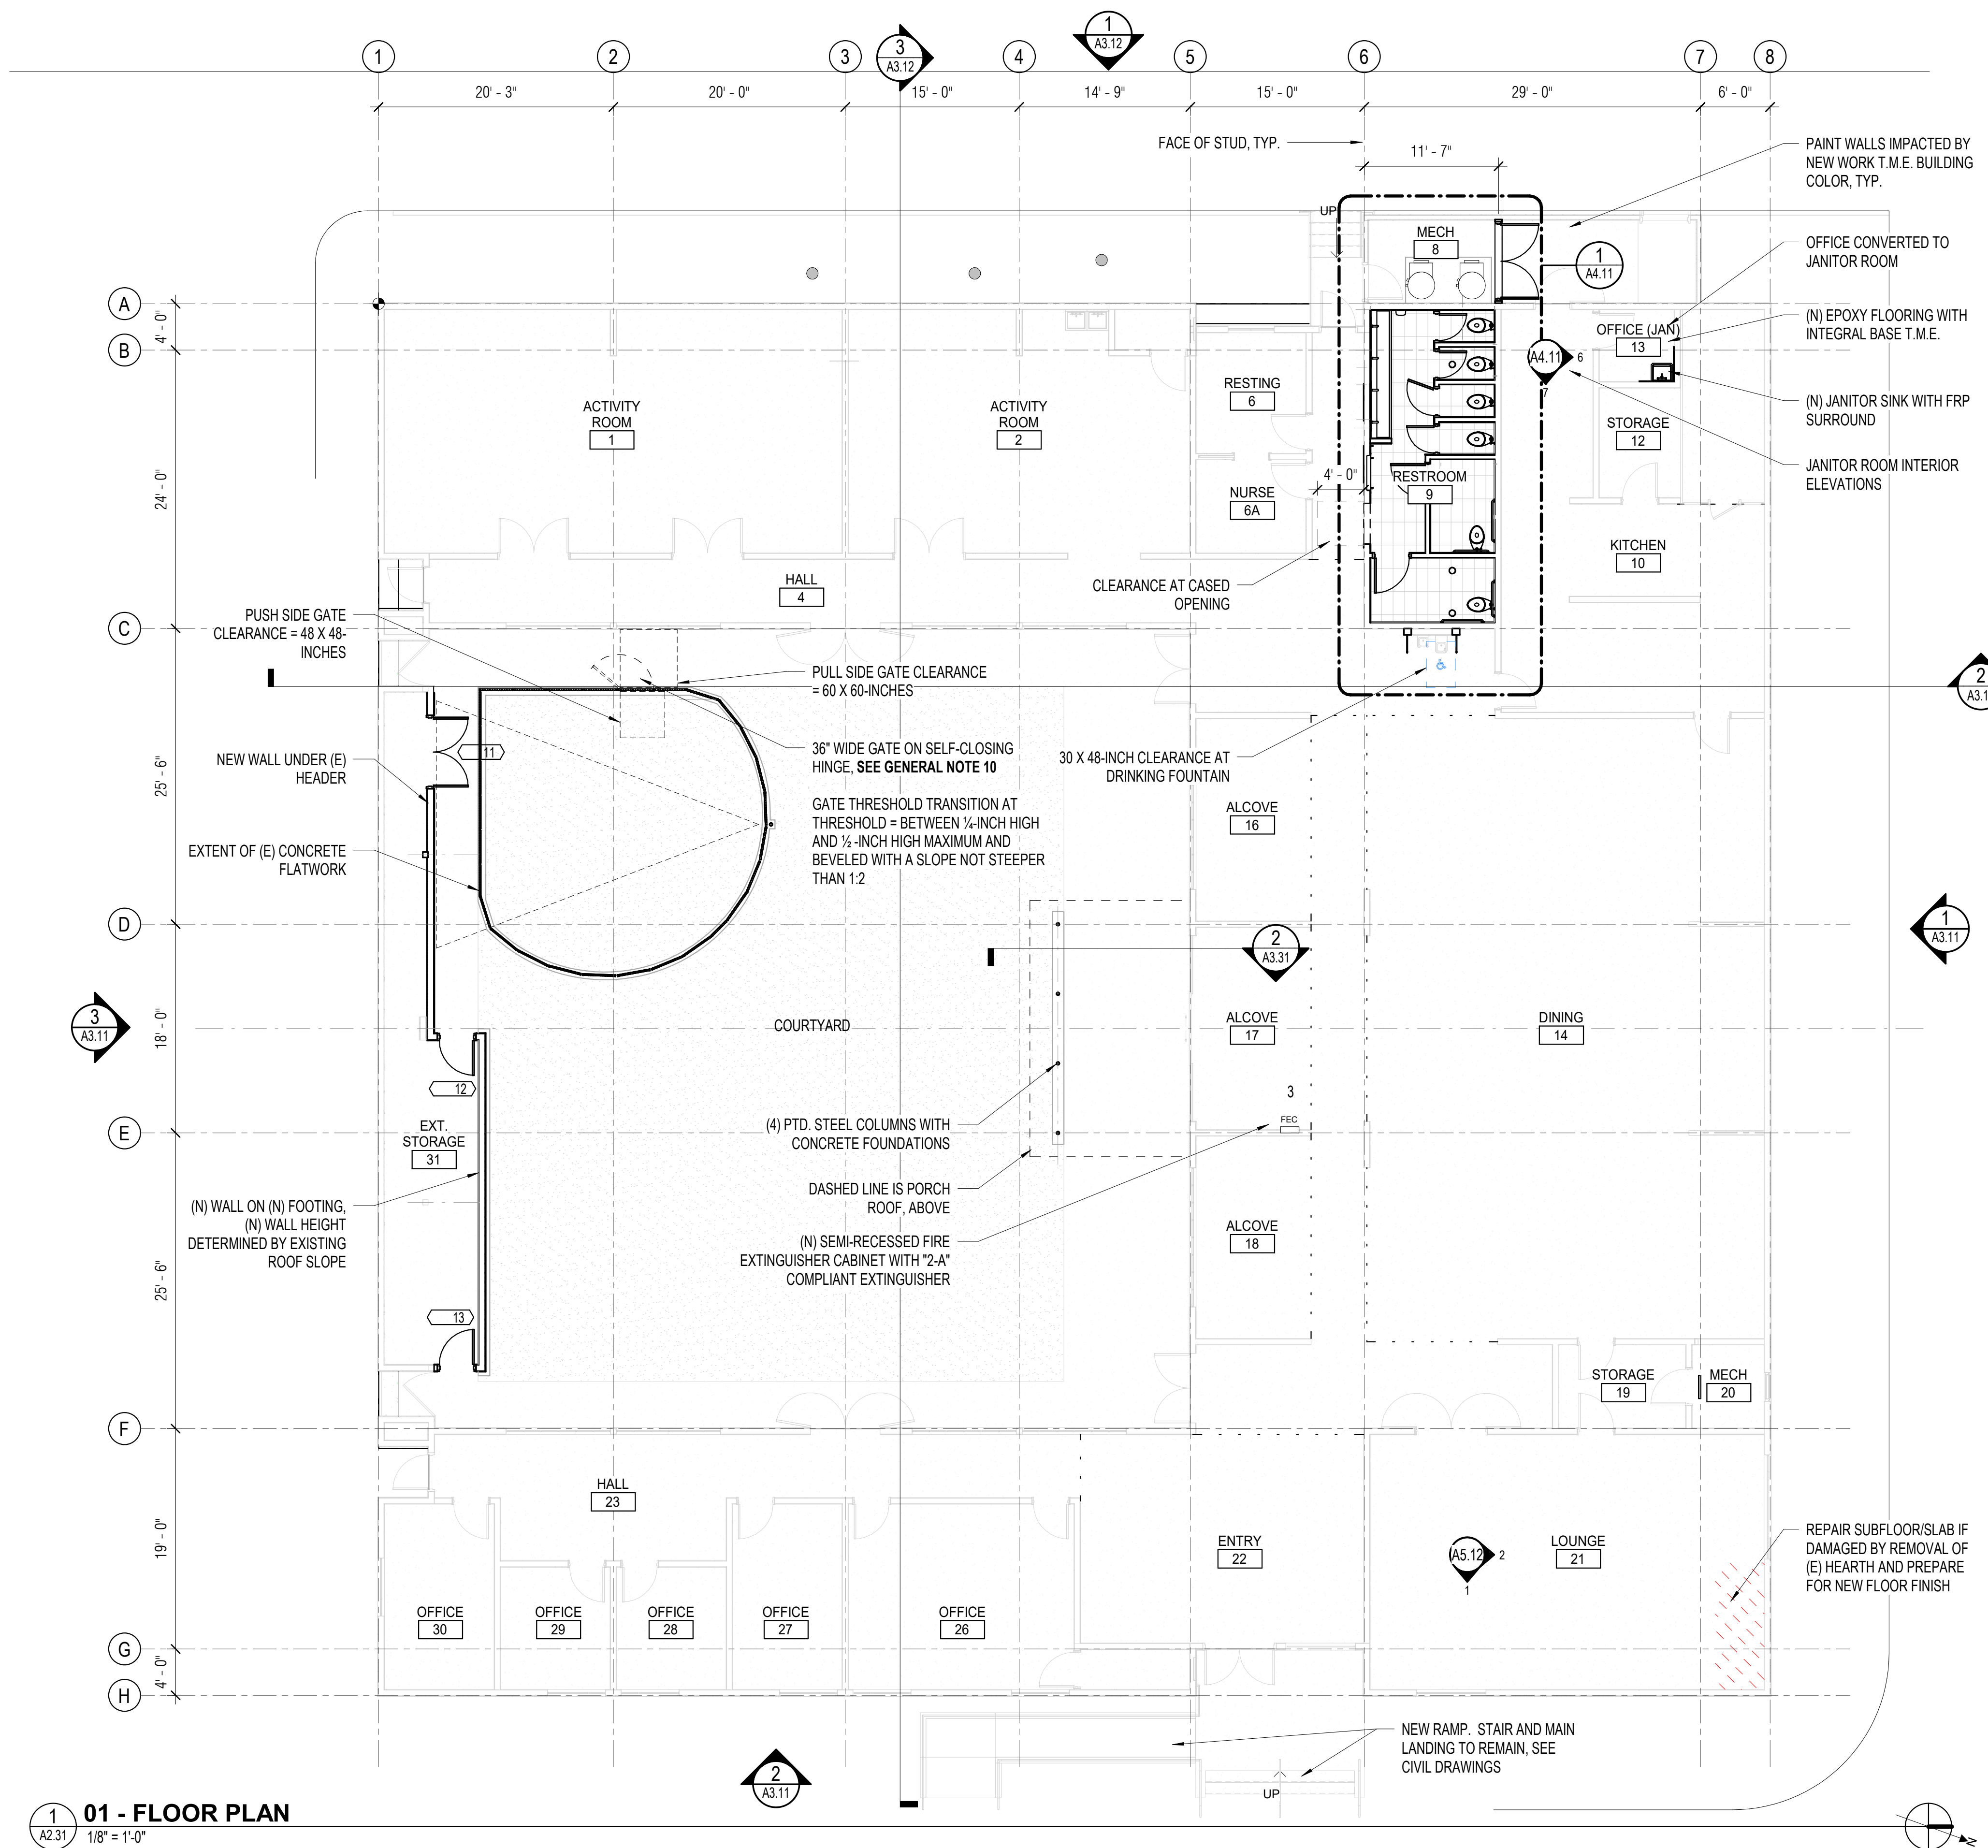 1
A3.12
3
A3.12
1
2
3
4
5
6
7
8
20' - 3"
20' - 0"
15' - 0"
14' - 9"
15' - 0"
29' - 0"
6' - 0"
FACE OF STUD, TYP.
11' - 7"
PAINT WALLS IMPACTED BY
NEW WORK T.M.E. BUILDING
COLOR, TYP.
UP
MECH
8
1
A4.11
OFFICE CONVERTED TO
JANITOR ROOM
A
4' - 0"
B
(N) EPOXY FLOORING WITH
INTEGRAL BASE T.M.E.
OFFICE (JAN)
13
A4.11
6
7
RESTING
6
ACTIVITY
ROOM
1
ACTIVITY
ROOM
2
(N) JANITOR SINK WITH FRP
SURROUND
STORAGE
12
JANITOR ROOM INTERIOR
ELEVATIONS
24' - 0"
4' - 0"
RESTROOM
9
NURSE
6A
KITCHEN
10
HALL
4
CLEARANCE AT CASED
OPENING
C
PUSH SIDE GATE
CLEARANCE = 48 X 48-
INCHES
PULL SIDE GATE CLEARANCE
= 60 X 60-INCHES
2
A3.1
11
NEW WALL UNDER (E)
HEADER
36" WIDE GATE ON SELF-CLOSING
HINGE, SEE GENERAL NOTE 10
GATE THRESHOLD TRANSITION AT
THRESHOLD = BETWEEN ¼-INCH HIGH
AND ½ -INCH HIGH MAXIMUM AND
BEVELED WITH A SLOPE NOT STEEPER
THAN 1:2
30 X 48-INCH CLEARANCE AT
DRINKING FOUNTAIN
25' - 6"
ALCOVE
16
EXTENT OF (E) CONCRETE
FLATWORK
D
2
A3.31
1
A3.11
3
A3.11
18' - 0"
COURTYARD
ALCOVE
17
DINING
14
12
3
FEC
E
EXT.
STORAGE
31
(4) PTD. STEEL COLUMNS WITH
CONCRETE FOUNDATIONS
DASHED LINE IS PORCH
ROOF, ABOVE
(N) WALL ON (N) FOOTING,
(N) WALL HEIGHT
DETERMINED BY EXISTING
ROOF SLOPE
ALCOVE
18
(N) SEMI-RECESSED FIRE
EXTINGUISHER CABINET WITH "2-A"
COMPLIANT EXTINGUISHER
25' - 6"
13
STORAGE
19
MECH
20
F
HALL
23
19' - 0"
ENTRY
22
A5.12
2
1
LOUNGE
21
REPAIR SUBFLOOR/SLAB IF
DAMAGED BY REMOVAL OF
(E) HEARTH AND PREPARE
FOR NEW FLOOR FINISH
OFFICE
30
OFFICE
29
OFFICE
28
OFFICE
27
OFFICE
26
G
4' - 0"
H
NEW RAMP. STAIR AND MAIN
LANDING TO REMAIN, SEE
CIVIL DRAWINGS
2
A3.11
UP
1
A2.31
01 - FLOOR PLAN
1/8" = 1'-0"
N